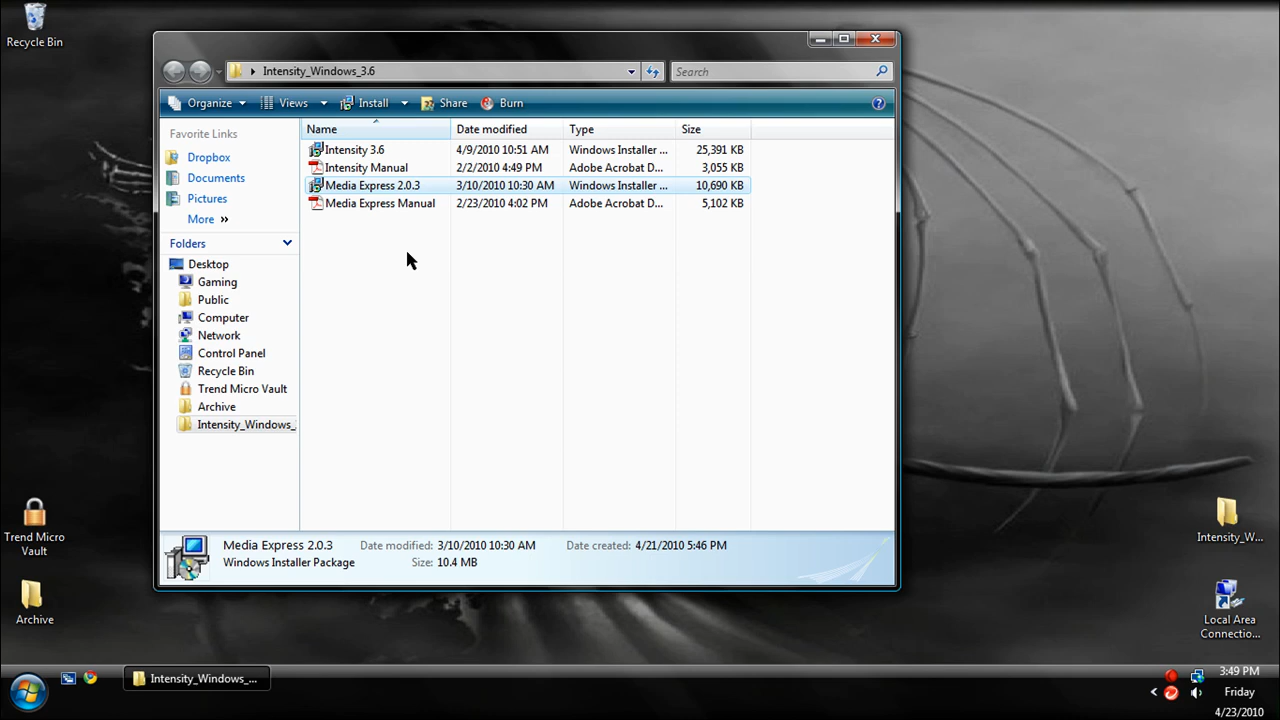 Recycle Bin
Intensity_Windows_3.6
Search
Organize Views Install Share Burn
Favorite Links
Dropbox
Documents
Pictures
More »
Folders
Desktop
Gaming
Public
Computer
Network
Control Panel
Recycle Bin
Trend Micro Vault
Archive
Intensity_Windows_
Name Date modified Type Size
Intensity 3.6 4/9/2010 10:51 AM Windows Installer ... 25,391 KB
Intensity Manual 2/2/2010 4:49 PM Adobe Acrobat D... 3,055 KB
Media Express 2.0.3 3/10/2010 10:30 AM Windows Installer ... 10,690 KB
Media Express Manual 2/23/2010 4:02 PM Adobe Acrobat D... 5,102 KB
Media Express 2.0.3 Date modified: 3/10/2010 10:30 AM Date created: 4/21/2010 5:46 PM
Windows Installer Package Size: 10.4 MB
Trend Micro
Vault
Archive
Intensity_W...
Local Area
Connectio...
Intensity_Windows_...
3:49 PM
Friday
4/23/2010